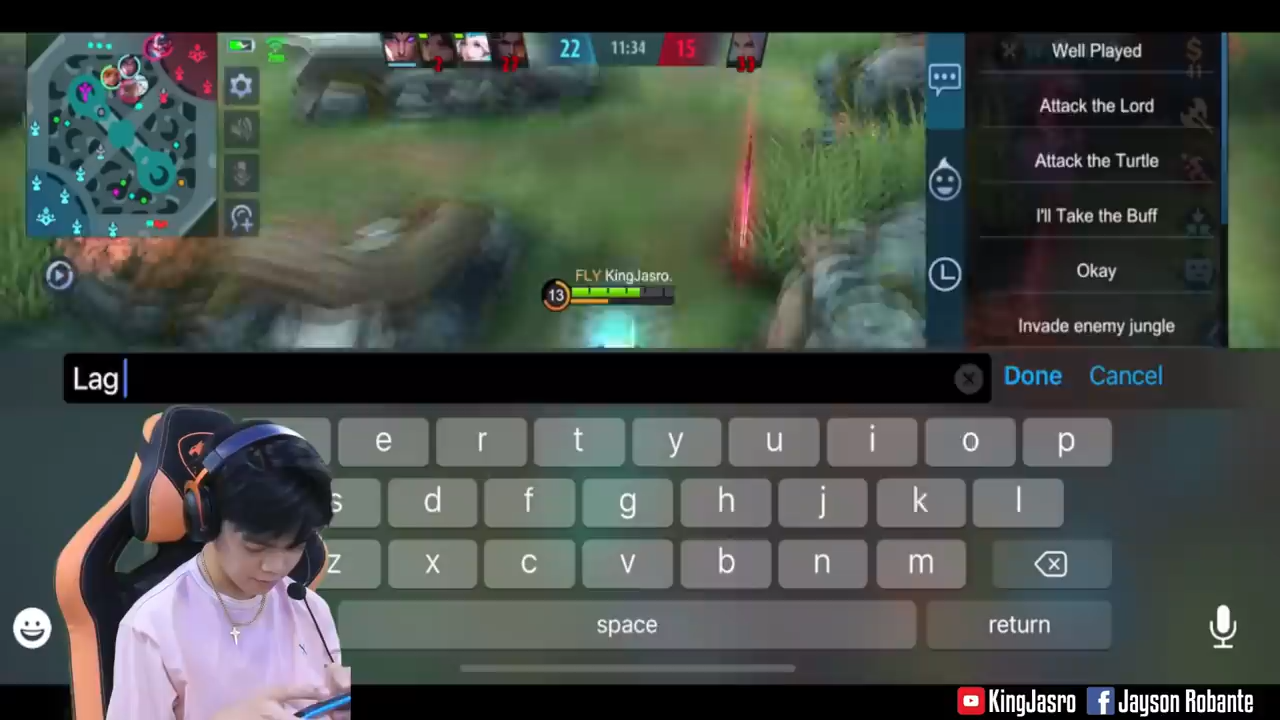 22 11:34 15
Well Played
Attack the Lord
Attack the Turtle
I'll Take the Buff
Okay
Invade enemy jungle
FLY KingJasro.
13
Lag
Done Cancel
e r t y u i o p
s d f g h j k l
z x c v b n m
space return
KingJasro Jayson Robante